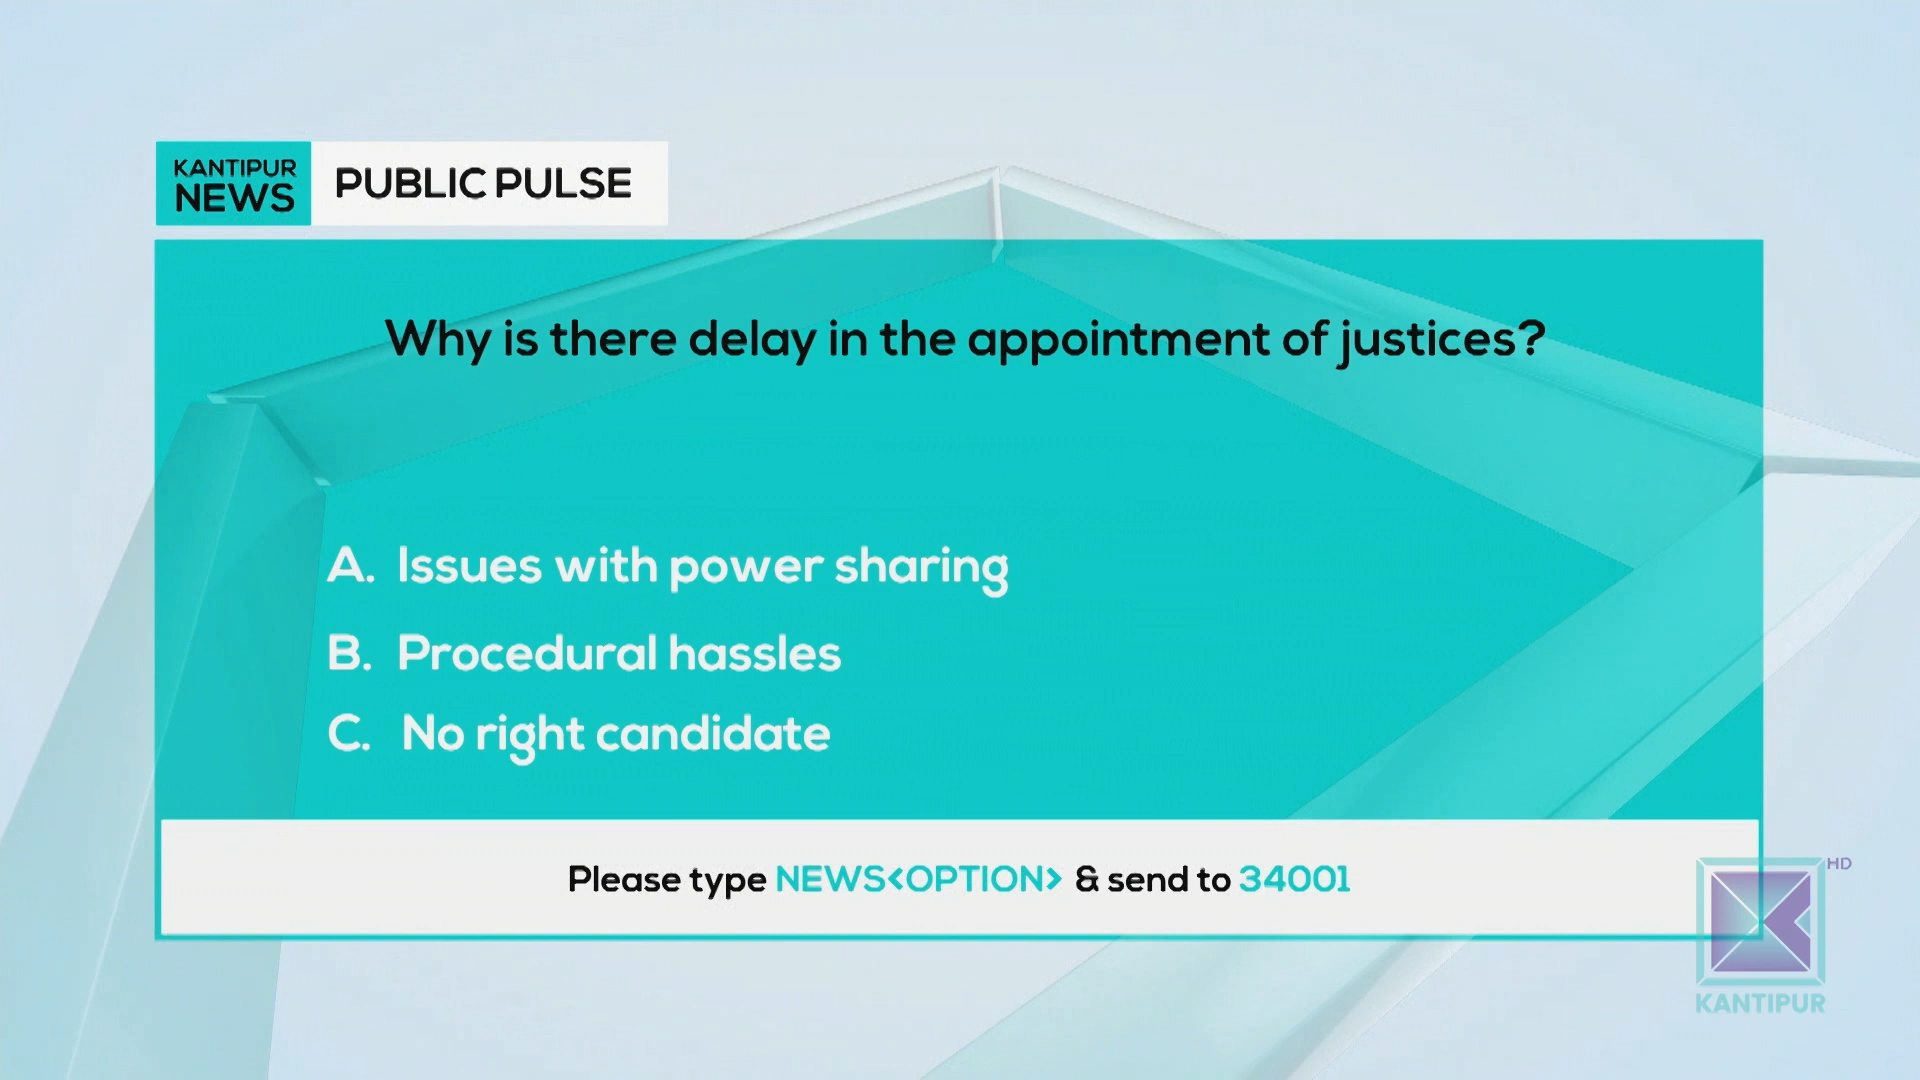 KANTIPUR
NEWS
PUBLIC PULSE
Why is there delay in the appointment of justices?
A. Issues with power sharing
B. Procedural hassles
C. No right candidate
Please type NEWS<OPTION> & send to 34001
HD
KANTIPUR